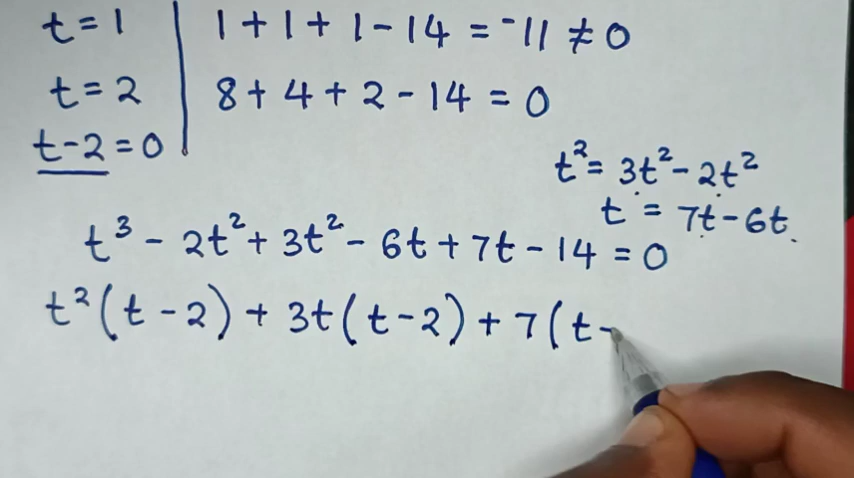 t = 1 | 1 + 1 + 1 - 14 = ⁻11 ≠ 0
t = 2 | 8 + 4 + 2 - 14 = 0
t - 2 = 0
t² = 3t² - 2t²
t = 7t - 6t
t³ - 2t² + 3t² - 6t + 7t - 14 = 0
t² (t - 2) + 3t (t - 2) + 7 (t -